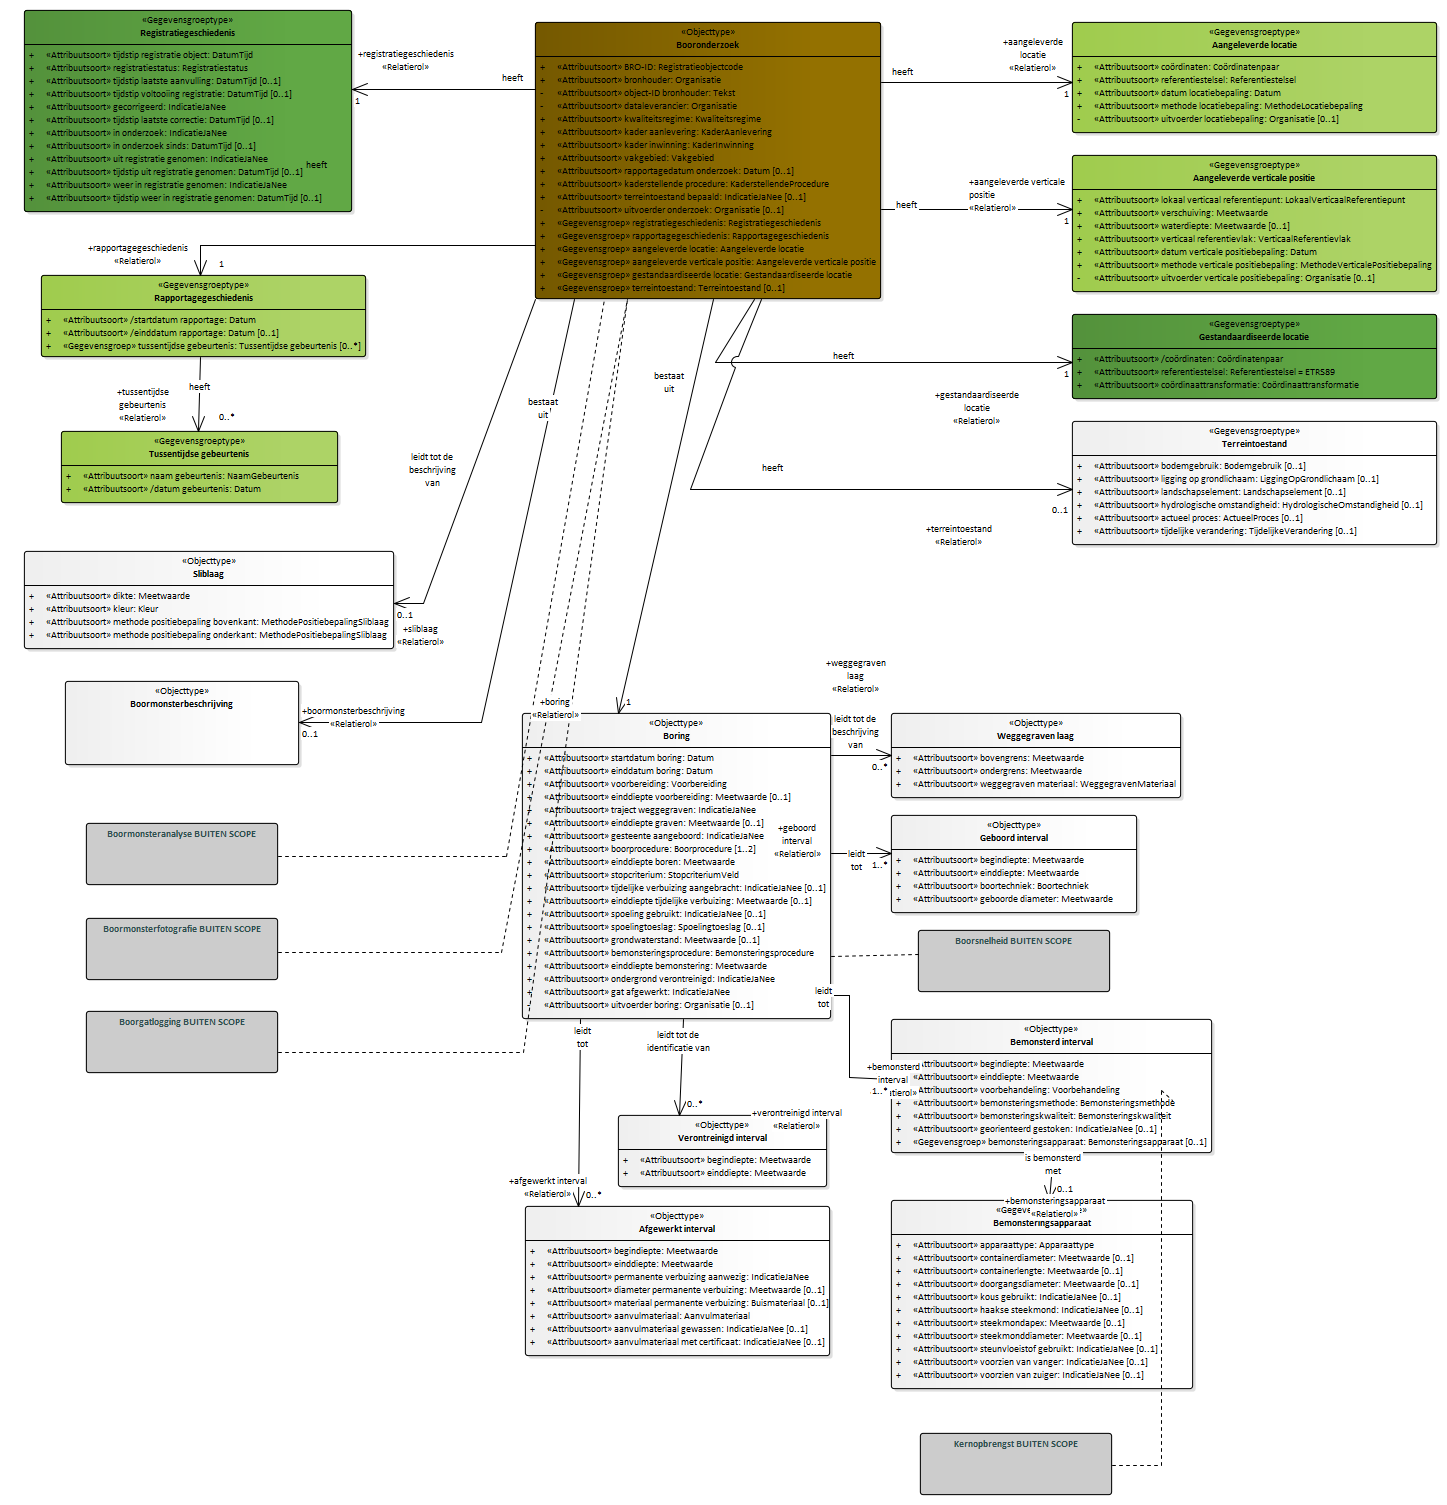 «Gegevensgroeptype»
Registratiegeschiedenis
+ «Attribuutsoort» tijdstip registratie object: DatumTijd
+ «Attribuutsoort» registratiestatus: Registratiestatus
+ «Attribuutsoort» tijdstip laatste aanvulling: DatumTijd [0..1]
+ «Attribuutsoort» tijdstip voltooiing registratie: DatumTijd [0..1]
+ «Attribuutsoort» gecorrigeerd: IndicatieJaNee
+ «Attribuutsoort» tijdstip laatste correctie: DatumTijd [0..1]
+ «Attribuutsoort» in onderzoek: IndicatieJaNee
+ «Attribuutsoort» in onderzoek sinds: DatumTijd [0..1]
+ «Attribuutsoort» uit registratie genomen: IndicatieJaNee
+ «Attribuutsoort» tijdstip uit registratie genomen: DatumTijd [0..1]
+ «Attribuutsoort» weer in registratie genomen: IndicatieJaNee
+ «Attribuutsoort» tijdstip weer in registratie genomen: DatumTijd [0..1]
heeft
+registratiegeschiedenis
«Relatierol»
heeft
1
«Objecttype»
Booronderzoek
+ «Attribuutsoort» BRO-ID: Registratieobjectcode
+ «Attribuutsoort» bronhouder: Organisatie
- «Attribuutsoort» object-ID bronhouder: Tekst
- «Attribuutsoort» dataleverancier: Organisatie
+ «Attribuutsoort» kwaliteitsregime: Kwaliteitsregime
+ «Attribuutsoort» kader aanlevering: KaderAanlevering
+ «Attribuutsoort» kader inwinning: KaderInwinning
+ «Attribuutsoort» vakgebied: Vakgebied
+ «Attribuutsoort» rapportagedatum onderzoek: Datum [0..1]
+ «Attribuutsoort» kaderstellende procedure: KaderstellendeProcedure
+ «Attribuutsoort» terreintoestand bepaald: IndicatieJaNee [0..1]
- «Attribuutsoort» uitvoerder onderzoek: Organisatie [0..1]
+ «Gegevensgroep» registratiegeschiedenis: Registratiegeschiedenis
+ «Gegevensgroep» rapportagegeschiedenis: Rapportagegeschiedenis
+ «Gegevensgroep» aangeleverde locatie: Aangeleverde locatie
+ «Gegevensgroep» aangeleverde verticale positie: Aangeleverde verticale positie
+ «Gegevensgroep» gestandaardiseerde locatie: Gestandaardiseerde locatie
+ «Gegevensgroep» terreintoestand: Terreintoestand [0..1]
heeft
+aangeleverde
locatie
«Relatierol»
1
«Gegevensgroeptype»
Aangeleverde locatie
+ «Attribuutsoort» coördinaten: Coördinatenpaar
+ «Attribuutsoort» referentiestelsel: Referentiestelsel
+ «Attribuutsoort» datum locatiebepaling: Datum
+ «Attribuutsoort» methode locatiebepaling: MethodeLocatiebepaling
- «Attribuutsoort» uitvoerder locatiebepaling: Organisatie [0..1]
heeft
+aangeleverde verticale
positie
«Relatierol»
1
«Gegevensgroeptype»
Aangeleverde verticale positie
+ «Attribuutsoort» lokaal verticaal referentiepunt: LokaalVerticaalReferentiepunt
+ «Attribuutsoort» verschuiving: Meetwaarde
+ «Attribuutsoort» waterdiepte: Meetwaarde [0..1]
+ «Attribuutsoort» verticaal referentievlak: VerticaalReferentievlak
+ «Attribuutsoort» datum verticale positiebepaling: Datum
+ «Attribuutsoort» methode verticale positiebepaling: MethodeVerticalePositiebepaling
- «Attribuutsoort» uitvoerder verticale positiebepaling: Organisatie [0..1]
+rapportagegeschiedenis
«Relatierol»
1
«Gegevensgroeptype»
Rapportagegeschiedenis
+ «Attribuutsoort» /startdatum rapportage: Datum
+ «Attribuutsoort» /einddatum rapportage: Datum [0..1]
+ «Gegevensgroep» tussentijdse gebeurtenis: Tussentijdse gebeurtenis [0..*]
heeft
+tussentijdse
gebeurtenis
«Relatierol»
0..*
«Gegevensgroeptype»
Tussentijdse gebeurtenis
+ «Attribuutsoort» naam gebeurtenis: NaamGebeurtenis
+ «Attribuutsoort» /datum gebeurtenis: Datum
heeft
1
+gestandaardiseerde
locatie
«Relatierol»
«Gegevensgroeptype»
Gestandaardiseerde locatie
+ «Attribuutsoort» /coördinaten: Coördinatenpaar
+ «Attribuutsoort» referentiestelsel: Referentiestelsel = ETRS89
+ «Attribuutsoort» coördinaattransformatie: Coördinaattransformatie
heeft
0..1
+terreintoestand
«Relatierol»
«Gegevensgroeptype»
Terreintoestand
+ «Attribuutsoort» bodemgebruik: Bodemgebruik [0..1]
+ «Attribuutsoort» ligging op grondlichaam: LiggingOpGrondlichaam [0..1]
+ «Attribuutsoort» landschapselement: Landschapselement [0..1]
+ «Attribuutsoort» hydrologische omstandigheid: HydrologischeOmstandigheid [0..1]
+ «Attribuutsoort» actueel proces: ActueelProces [0..1]
+ «Attribuutsoort» tijdelijke verandering: TijdelijkeVerandering [0..1]
bestaat
uit
bestaat
uit
leidt tot de
beschrijving
van
«Objecttype»
Sliblaag
+ «Attribuutsoort» dikte: Meetwaarde
+ «Attribuutsoort» kleur: Kleur
+ «Attribuutsoort» methode positiebepaling bovenkant: MethodePositiebepalingSliblaag
+ «Attribuutsoort» methode positiebepaling onderkant: MethodePositiebepalingSliblaag
0..1
+sliblaag
«Relatierol»
«Objecttype»
Boormonsterbeschrijving
+boormonsterbeschrijving
«Relatierol»
0..1
+boring
«Relatierol»
1
«Objecttype»
Boring
+ «Attribuutsoort» startdatum boring: Datum
+ «Attribuutsoort» einddatum boring: Datum
+ «Attribuutsoort» voorbereiding: Voorbereiding
+ «Attribuutsoort» einddiepte voorbereiding: Meetwaarde [0..1]
+ «Attribuutsoort» traject weggegraven: IndicatieJaNee
+ «Attribuutsoort» einddiepte graven: Meetwaarde [0..1]
+ «Attribuutsoort» gesteente aangeboord: IndicatieJaNee
+ «Attribuutsoort» boorprocedure: Boorprocedure [1..2]
+ «Attribuutsoort» einddiepte boren: Meetwaarde
+ «Attribuutsoort» stopcriterium: StopcriteriumVeld
+ «Attribuutsoort» tijdelijke verbuizing aangebracht: IndicatieJaNee [0..1]
+ «Attribuutsoort» einddiepte tijdelijke verbuizing: Meetwaarde [0..1]
+ «Attribuutsoort» spoeling gebruikt: IndicatieJaNee [0..1]
+ «Attribuutsoort» spoelingtoeslag: Spoelingtoeslag [0..1]
+ «Attribuutsoort» grondwaterstand: Meetwaarde [0..1]
+ «Attribuutsoort» bemonsteringsprocedure: Bemonsteringsprocedure
+ «Attribuutsoort» einddiepte bemonstering: Meetwaarde
+ «Attribuutsoort» ondergrond verontreinigd: IndicatieJaNee
+ «Attribuutsoort» gat afgewerkt: IndicatieJaNee
- «Attribuutsoort» uitvoerder boring: Organisatie [0..1]
+weggegraven
laag
«Relatierol»
leidt tot de
beschrijving
van
0..*
«Objecttype»
Weggegraven laag
+ «Attribuutsoort» bovengrens: Meetwaarde
+ «Attribuutsoort» ondergrens: Meetwaarde
+ «Attribuutsoort» weggegraven materiaal: WeggegravenMateriaal
+geboord
interval
«Relatierol»
leidt
tot
1..*
«Objecttype»
Geboord interval
+ «Attribuutsoort» begindiepte: Meetwaarde
+ «Attribuutsoort» einddiepte: Meetwaarde
+ «Attribuutsoort» boortechniek: Boortechniek
+ «Attribuutsoort» geboorde diameter: Meetwaarde
Boormonsteranalyse BUITEN SCOPE
Boormonsterfotografie BUITEN SCOPE
Boorgatlogging BUITEN SCOPE
Boorsnelheid BUITEN SCOPE
leidt
tot
+bemonsterd
interval
1..*
«Objecttype»
Bemonsterd interval
ttribuutsoort» begindiepte: Meetwaarde
Attribuutsoort» einddiepte: Meetwaarde
Attribuutsoort» voorbehandeling: Voorbehandeling
+ «Attribuutsoort» bemonsteringsmethode: Bemonsteringsmethode
+ «Attribuutsoort» bemonsteringskwaliteit: Bemonsteringskwaliteit
+ «Attribuutsoort» georienteerd gestoken: IndicatieJaNee [0..1]
+ «Gegevensgroep» bemonsteringsapparaat: Bemonsteringsapparaat [0..1]
is bemonsterd
met
0..1
+bemonsteringsapparaat
«Relatierol»
Bemonsteringsapparaat
+ «Attribuutsoort» apparaattype: Apparaattype
+ «Attribuutsoort» containerdiameter: Meetwaarde [0..1]
+ «Attribuutsoort» containerlengte: Meetwaarde [0..1]
+ «Attribuutsoort» doorgangsdiameter: Meetwaarde [0..1]
+ «Attribuutsoort» kous gebruikt: IndicatieJaNee [0..1]
+ «Attribuutsoort» haakse steekmond: IndicatieJaNee [0..1]
+ «Attribuutsoort» steekmondapex: Meetwaarde [0..1]
+ «Attribuutsoort» steekmonddiameter: Meetwaarde [0..1]
+ «Attribuutsoort» steunvloeistof gebruikt: IndicatieJaNee [0..1]
+ «Attribuutsoort» voorzien van vanger: IndicatieJaNee [0..1]
+ «Attribuutsoort» voorzien van zuiger: IndicatieJaNee [0..1]
leidt
tot
leidt tot de
identificatie van
0..*
+verontreinigd interval
«Relatierol»
«Objecttype»
Verontreinigd interval
+ «Attribuutsoort» begindiepte: Meetwaarde
+ «Attribuutsoort» einddiepte: Meetwaarde
+afgewerkt interval
«Relatierol»
0..*
«Objecttype»
Afgewerkt interval
+ «Attribuutsoort» begindiepte: Meetwaarde
+ «Attribuutsoort» einddiepte: Meetwaarde
+ «Attribuutsoort» permanente verbuizing aanwezig: IndicatieJaNee
+ «Attribuutsoort» diameter permanente verbuizing: Meetwaarde [0..1]
+ «Attribuutsoort» materiaal permanente verbuizing: Buismateriaal [0..1]
+ «Attribuutsoort» aanvulmateriaal: Aanvulmateriaal
+ «Attribuutsoort» aanvulmateriaal gewassen: IndicatieJaNee [0..1]
+ «Attribuutsoort» aanvulmateriaal met certificaat: IndicatieJaNee [0..1]
Kernopbrengst BUITEN SCOPE